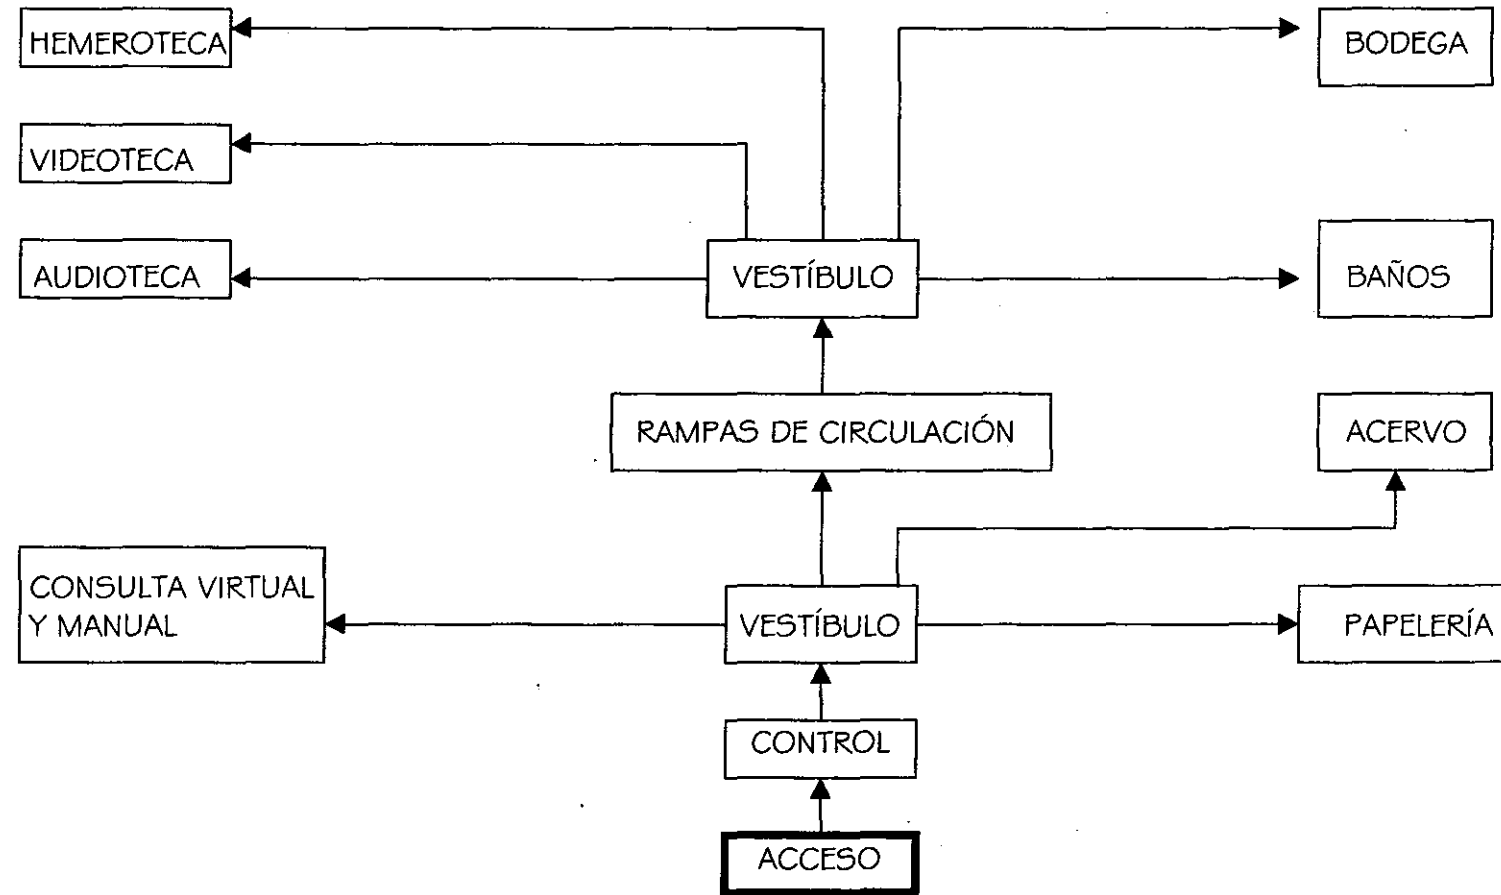 HEMEROTECA
BODEGA
VIDEOTECA
AUDIOTECA
VESTÍBULO
BAÑOS
RAMPAS DE CIRCULACIÓN
ACERVO
CONSULTA VIRTUAL
Y MANUAL
VESTÍBULO
PAPELERÍA
CONTROL
ACCESO